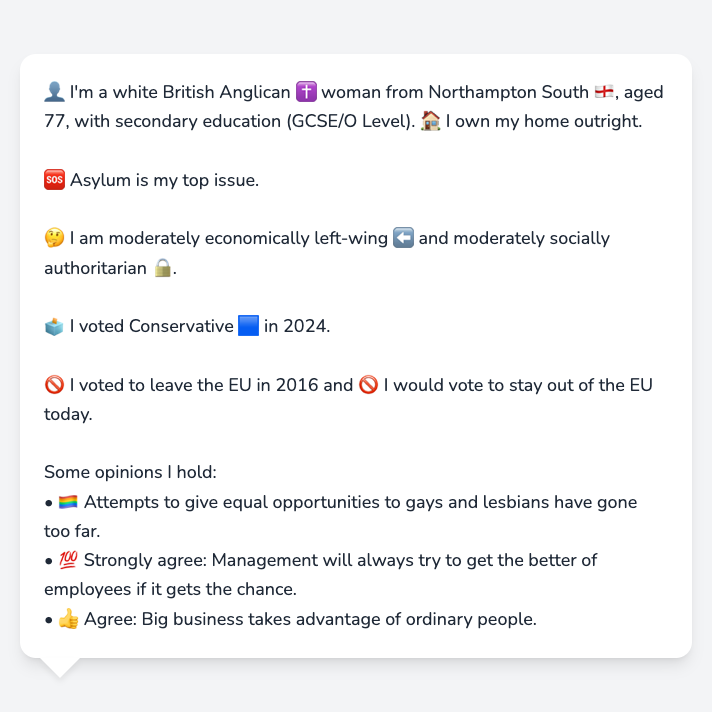 👤 I'm a white British Anglican ✝️ woman from Northampton South 🏴󠁧󠁢󠁥󠁮󠁧󠁿, aged
77, with secondary education (GCSE/O Level). 🏠 I own my home outright.
🆘 Asylum is my top issue.
🤔 I am moderately economically left-wing ⬅️ and moderately socially
authoritarian 🔒.
🗳️ I voted Conservative 🟦 in 2024.
🚫 I voted to leave the EU in 2016 and 🚫 I would vote to stay out of the EU
today.
Some opinions I hold:
• 🏳️‍🌈 Attempts to give equal opportunities to gays and lesbians have gone
too far.
• 💯 Strongly agree: Management will always try to get the better of
employees if it gets the chance.
• 👍 Agree: Big business takes advantage of ordinary people.